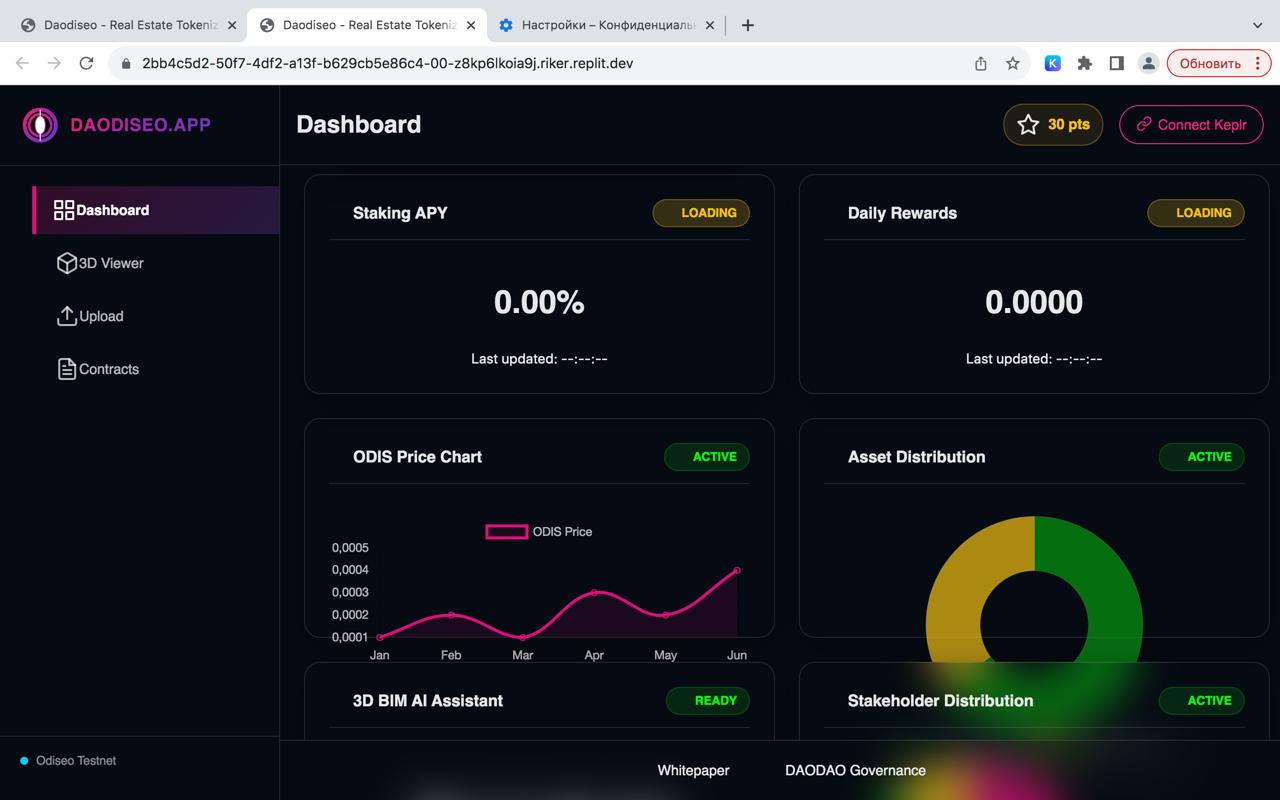 Daodiseo - Real Estate Tokeniz
Daodiseo - Real Estate Tokeniz
Настройки – Конфиденциаль
2bb4c5d2-50f7-4df2-a13f-b629cb5e86c4-00-z8kp6lkoia9j.riker.replit.dev
K
Обновить
DAODISEO.APP
Dashboard
30 pts
Connect Keplr
Dashboard
3D Viewer
Upload
Contracts
Odiseo Testnet
Staking APY
LOADING
0.00%
Last updated: --:--:--
Daily Rewards
LOADING
0.0000
Last updated: --:--:--
ODIS Price Chart
ACTIVE
ODIS Price
0,0005
0,0004
0,0003
0,0002
0,0001
Jan Feb Mar Apr May Jun
Asset Distribution
ACTIVE
3D BIM AI Assistant
READY
Stakeholder Distribution
ACTIVE
Whitepaper
DAODAO Governance